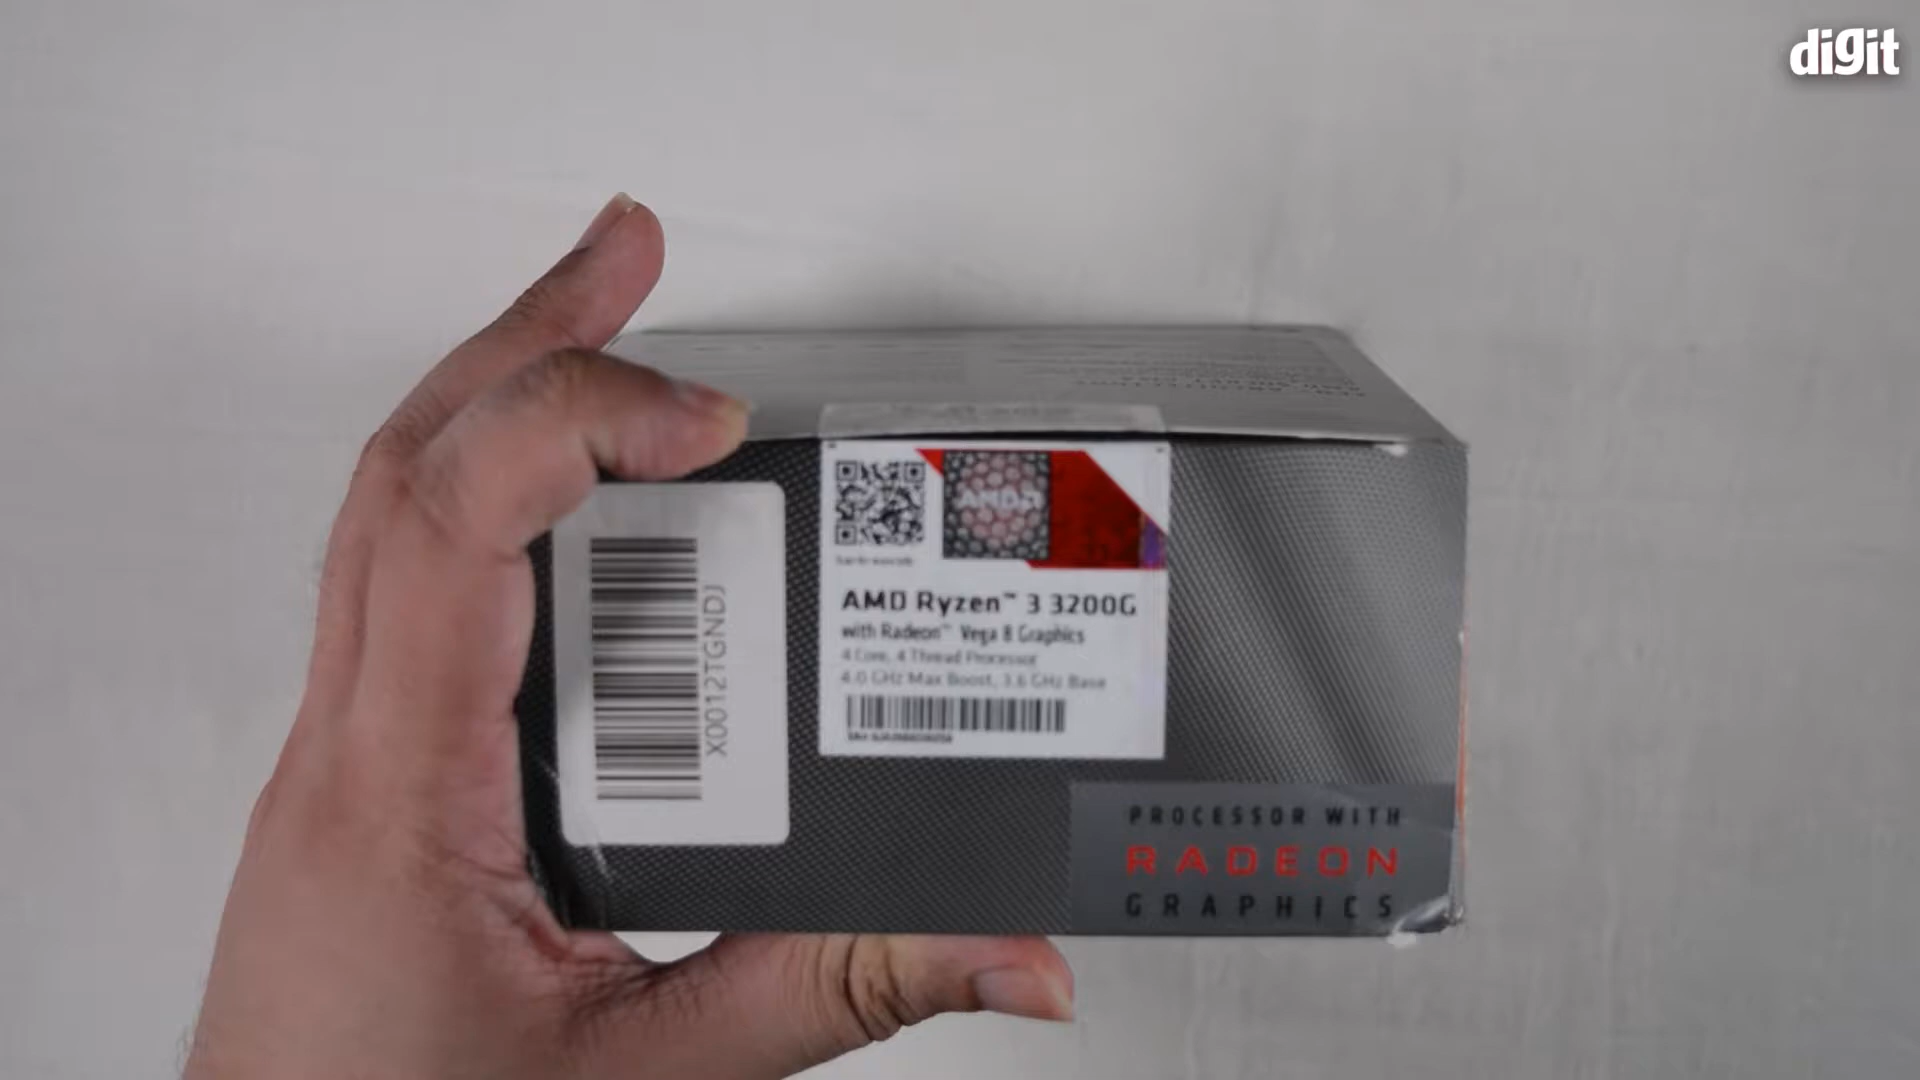 digit
AMD
AMD Ryzen™ 3 3200G
with Radeon™ Vega 8 Graphics
4 Core, 4 Thread Processor
4.0 GHz Max Boost, 3.6 GHz Base
X0012TGNDJ
PROCESSOR WITH
RADEON
GRAPHICS